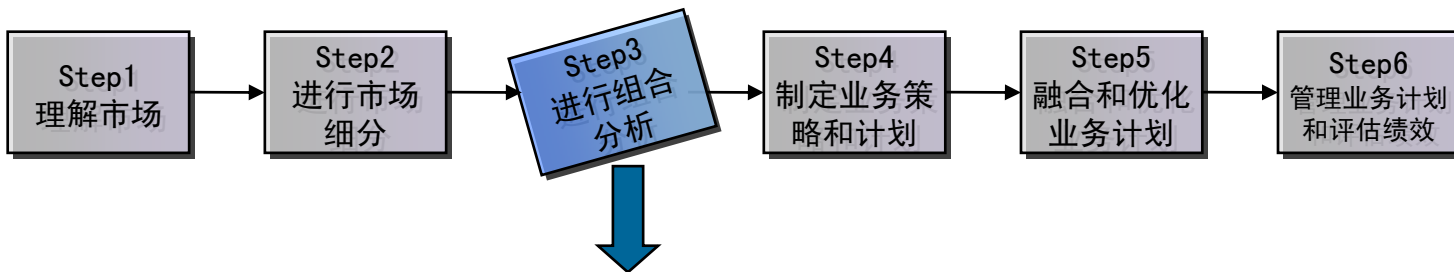 Step1
理解市场
Step2
进行市场
细分
Step3
进行组合
分析
Step4
制定业务策
略和计划
Step5
融合和优化
业务计划
Step6
管理业务计划
和评估绩效